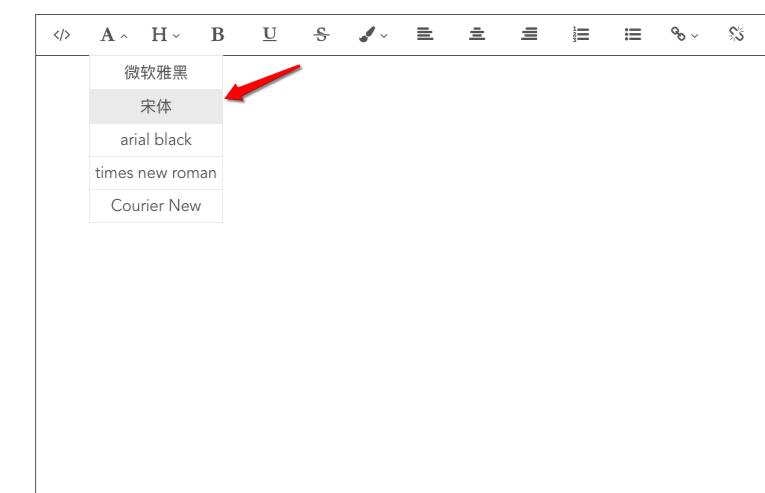 </> A H B U S
微软雅黑
宋体
arial black
times new roman
Courier New